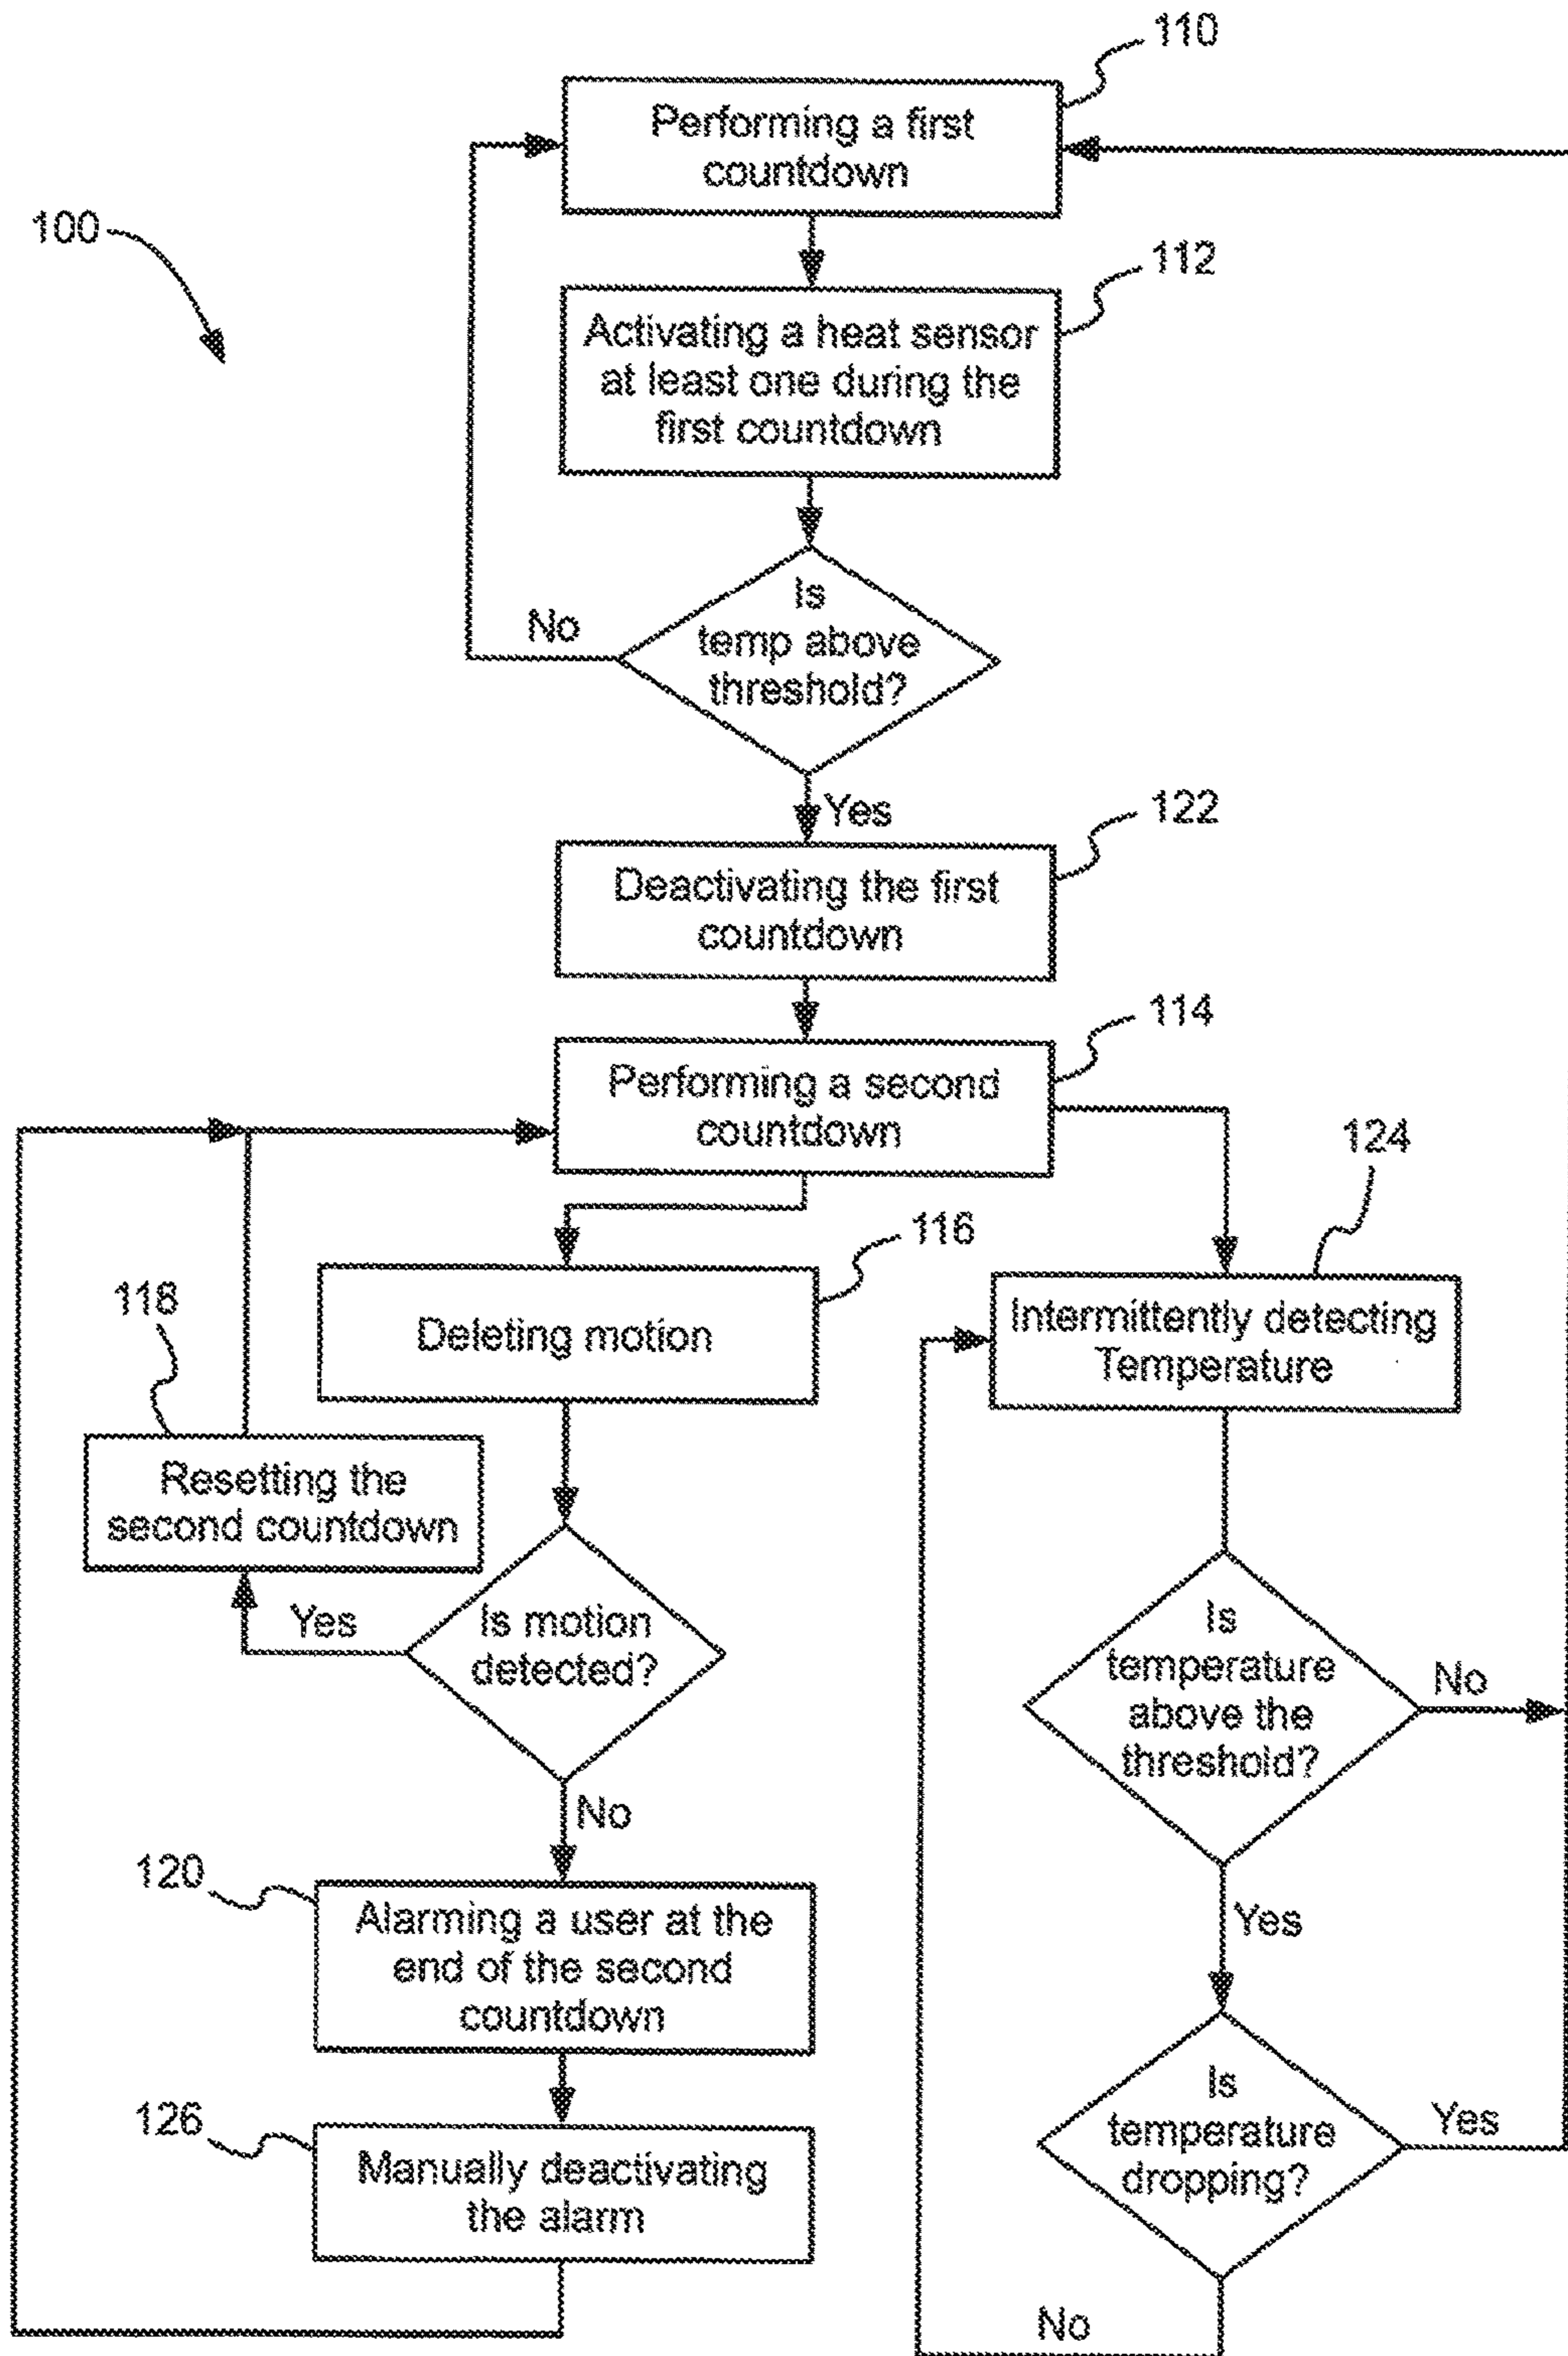 110
Performing a first
countdown
100
112
Activating a heat sensor
at least one during the
first countdown
Is
temp above
threshold?
No
Yes
122
Deactivating the first
countdown
114
Performing a second
countdown
124
116
Deleting motion
Intermittently detecting
Temperature
118
Resetting the
second countdown
Is motion
detected?
Yes
No
Is
temperature
above the
threshold?
No
Yes
120
Alarming a user at the
end of the second
countdown
126
Manually deactivating
the alarm
Is
temperature
dropping?
Yes
No